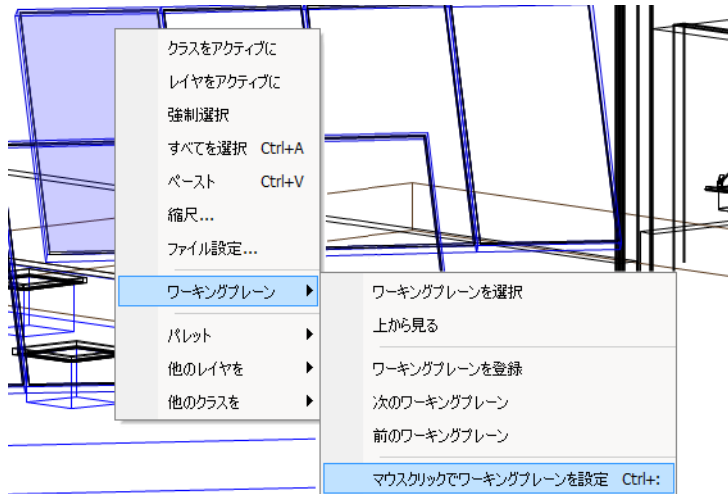 クラスをアクティブに
レイヤをアクティブに
強制選択
すべてを選択 Ctrl+A
ペースト Ctrl+V
縮尺...
ファイル設定...
ワーキングプレーン
パレット
他のレイヤを
他のクラスを
ワーキングプレーンを選択
上から見る
ワーキングプレーンを登録
次のワーキングプレーン
前のワーキングプレーン
マウスクリックでワーキングプレーンを設定 Ctrl+: